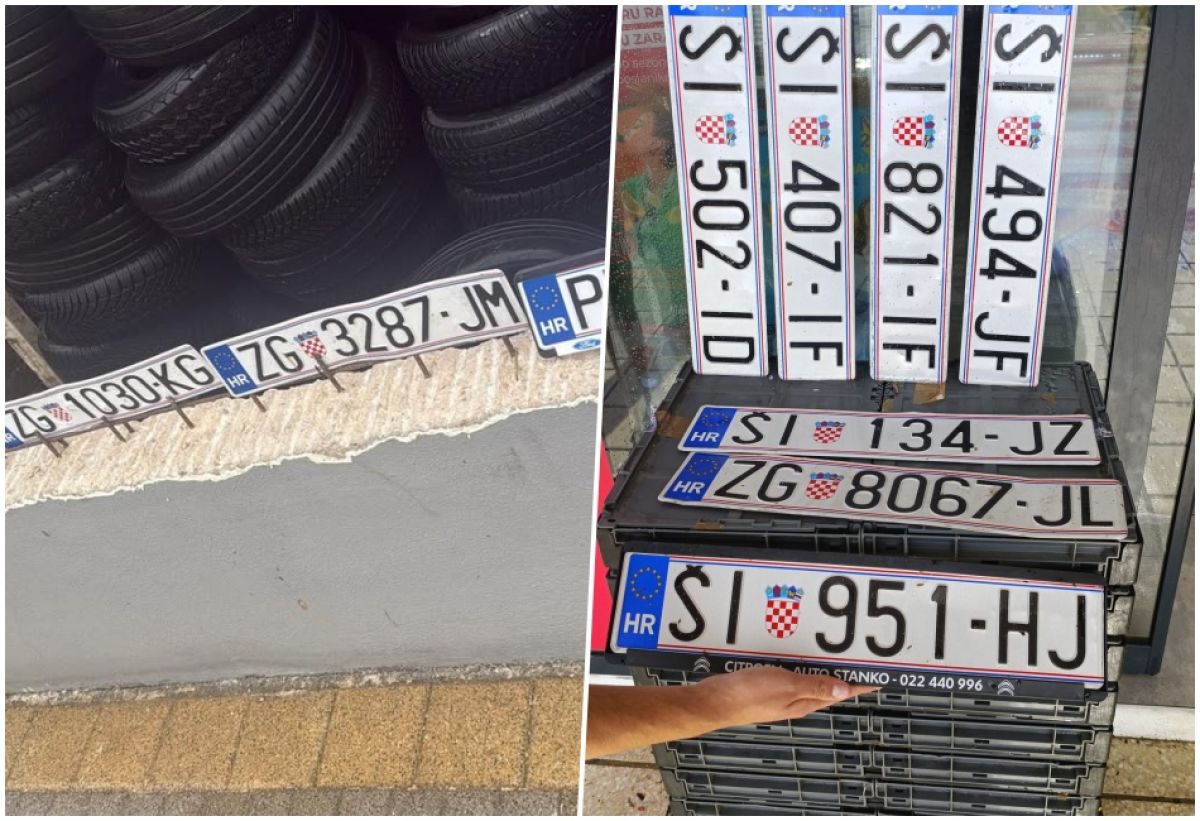 ZG 1030-KG
HR ZG 3287-JM
HR P
ŠI 502-ID
ŠI 407-IF
ŠI 821-IF
ŠI 494-JF
HR ŠI 134-JZ
HR ZG 8067-JL
HR ŠI 951-HJ
CITROEN - AUTO STANKO - 022 440 996